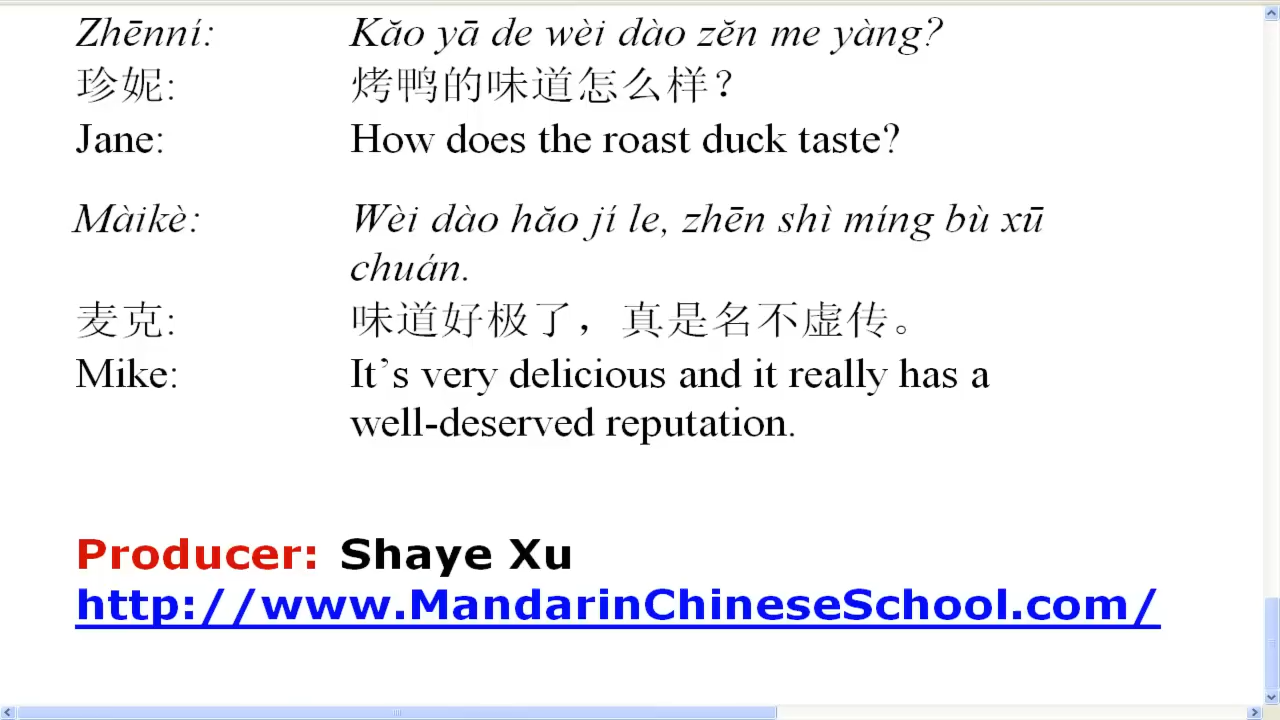 Zhēnní: Kǎo yā de wèi dào zěn me yàng?
珍妮: 烤鸭的味道怎么样？
Jane: How does the roast duck taste?
Màikè: Wèi dào hǎo jí le, zhēn shì míng bù xū
chuán.
麦克: 味道好极了，真是名不虚传。
Mike: It’s very delicious and it really has a
well-deserved reputation.
Producer: Shaye Xu
http://www.MandarinChineseSchool.com/